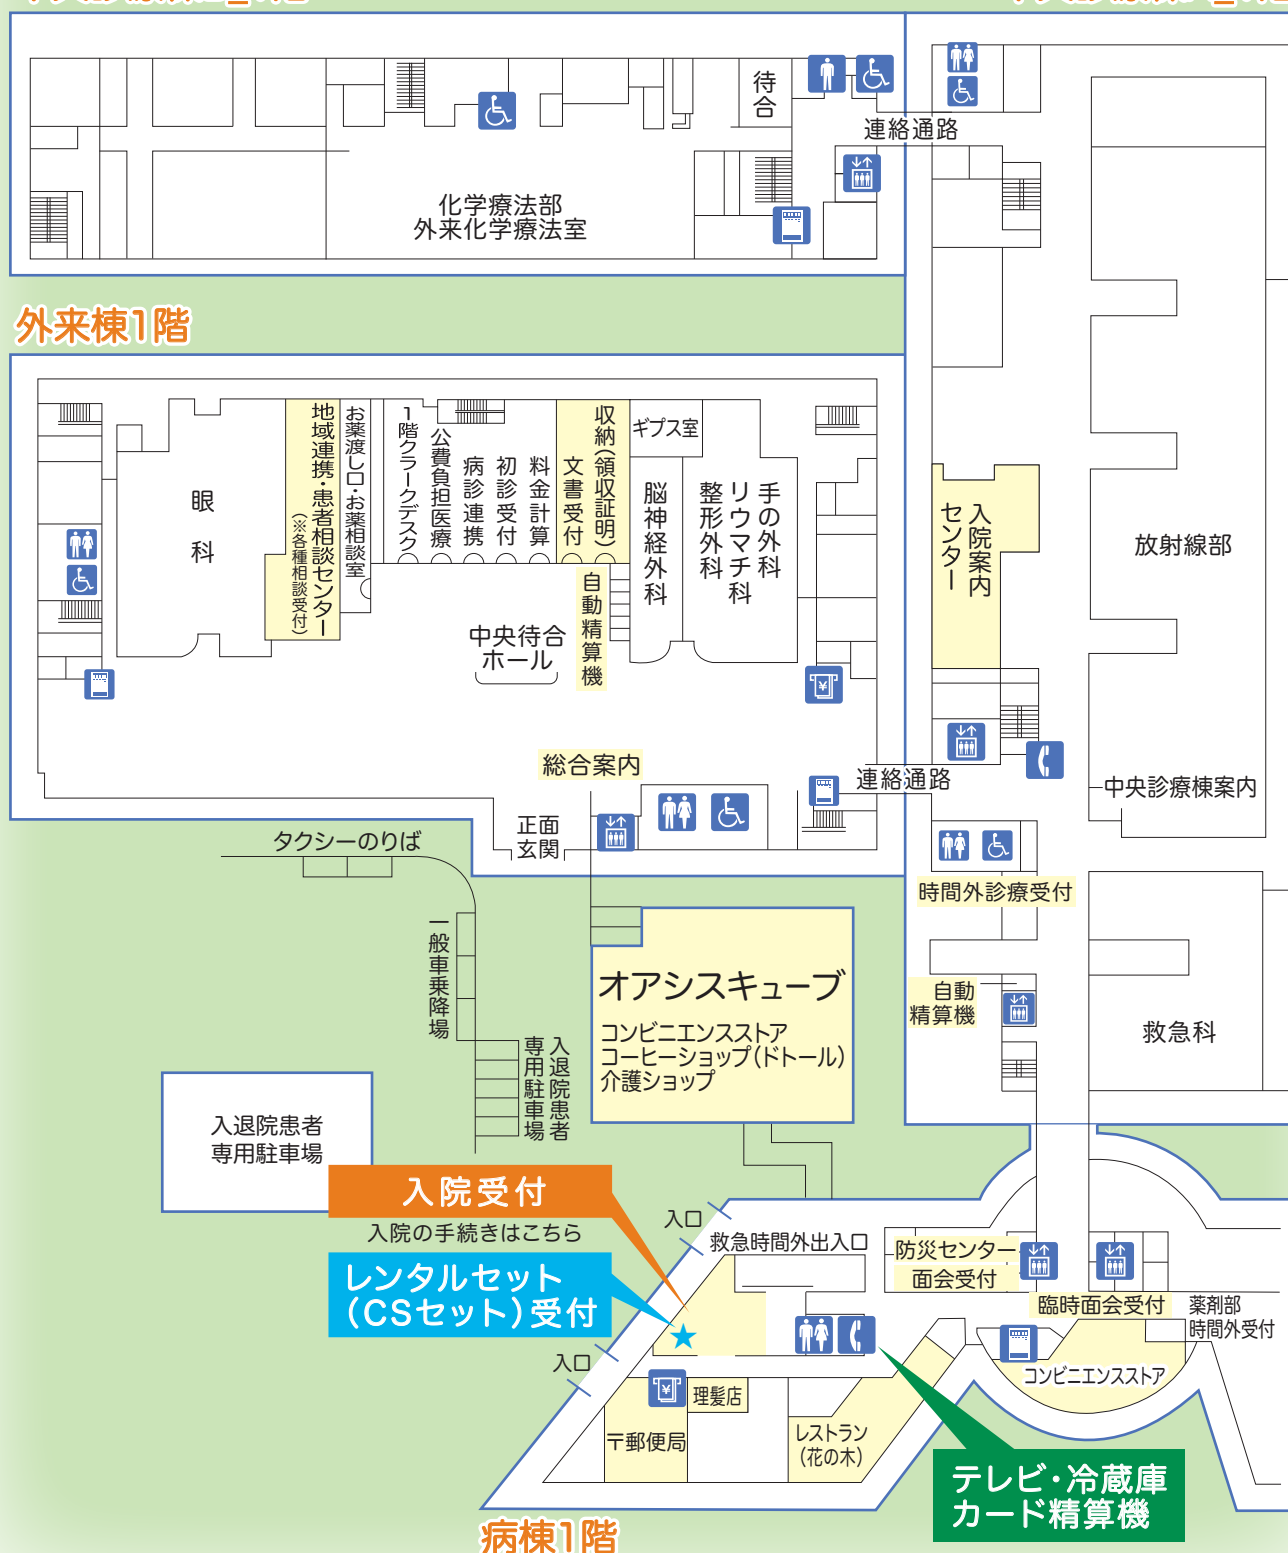 待合
連絡通路
化学療法部
外来化学療法室
外来棟1階
眼科
地域連携・患者相談センター
(※各種相談受付)
お薬渡し口・お薬相談室
1階クラークデスク
公費負担医療
病診連携
初診受付
料金計算
文書受付
収納(領収証明)
自動精算機
ギプス室
脳神経外科
整形外科
リウマチ科
手の外科
中央待合
ホール
入院案内
センター
放射線部
総合案内
連絡通路
中央診療棟案内
正面
玄関
タクシーのりば
一般車乗降場
時間外診療受付
オアシスキューブ
コンビニエンスストア
コーヒーショップ(ドトール)
介護ショップ
自動
精算機
救急科
入退院患者
専用駐車場
入退院患者
専用駐車場
入院受付
入院の手続きはこちら
レンタルセット
(CSセット)受付
入口
救急時間外出入口
防災センター
面会受付
臨時面会受付
薬剤部
時間外受付
入口
理髪店
〒郵便局
レストラン
(花の木)
コンビニエンスストア
テレビ・冷蔵庫
カード精算機
病棟1階